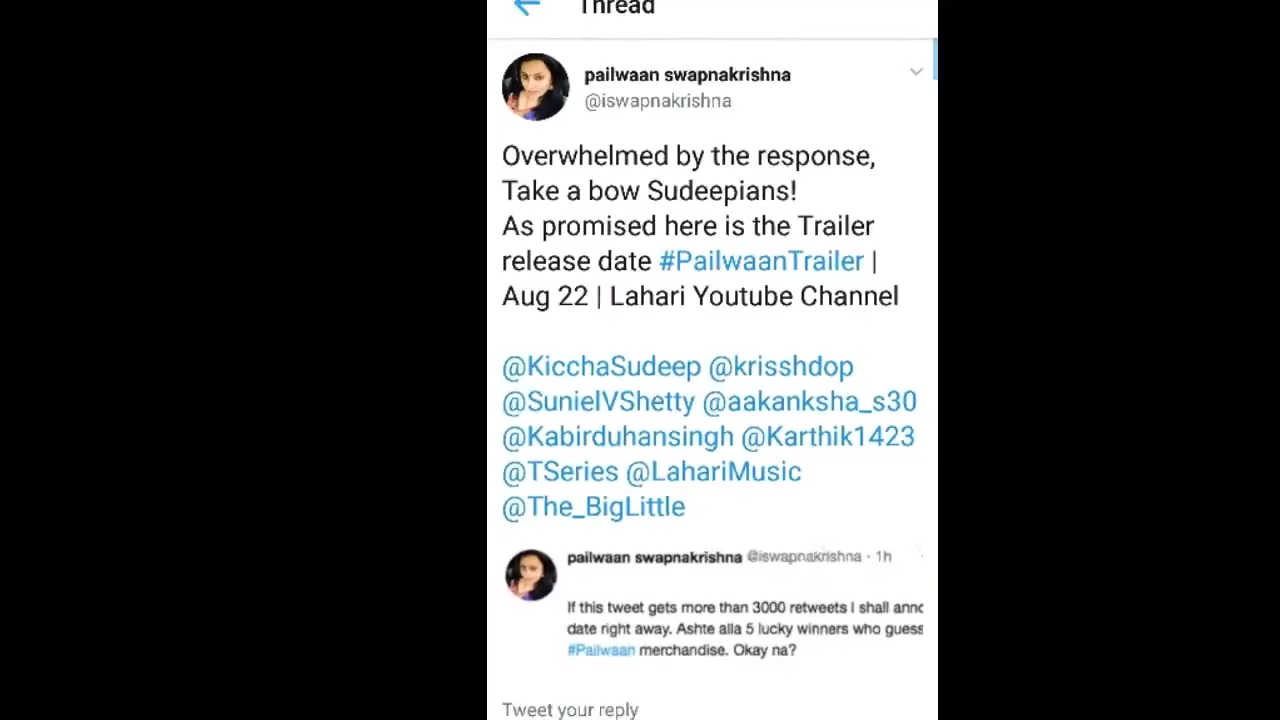 Thread
pailwaan swapnakrishna
@iswapnakrishna
Overwhelmed by the response,
Take a bow Sudeepians!
As promised here is the Trailer
release date #PailwaanTrailer |
Aug 22 | Lahari Youtube Channel
@KicchaSudeep @krisshdop
@SunielVShetty @aakanksha_s30
@Kabirduhansingh @Karthik1423
@TSeries @LahariMusic
@The_BigLittle
pailwaan swapnakrishna @iswapnakrishna · 1h
If this tweet gets more than 3000 retweets I shall anno
date right away. Ashte alla 5 lucky winners who guess
#Pailwaan merchandise. Okay na?
Tweet your reply